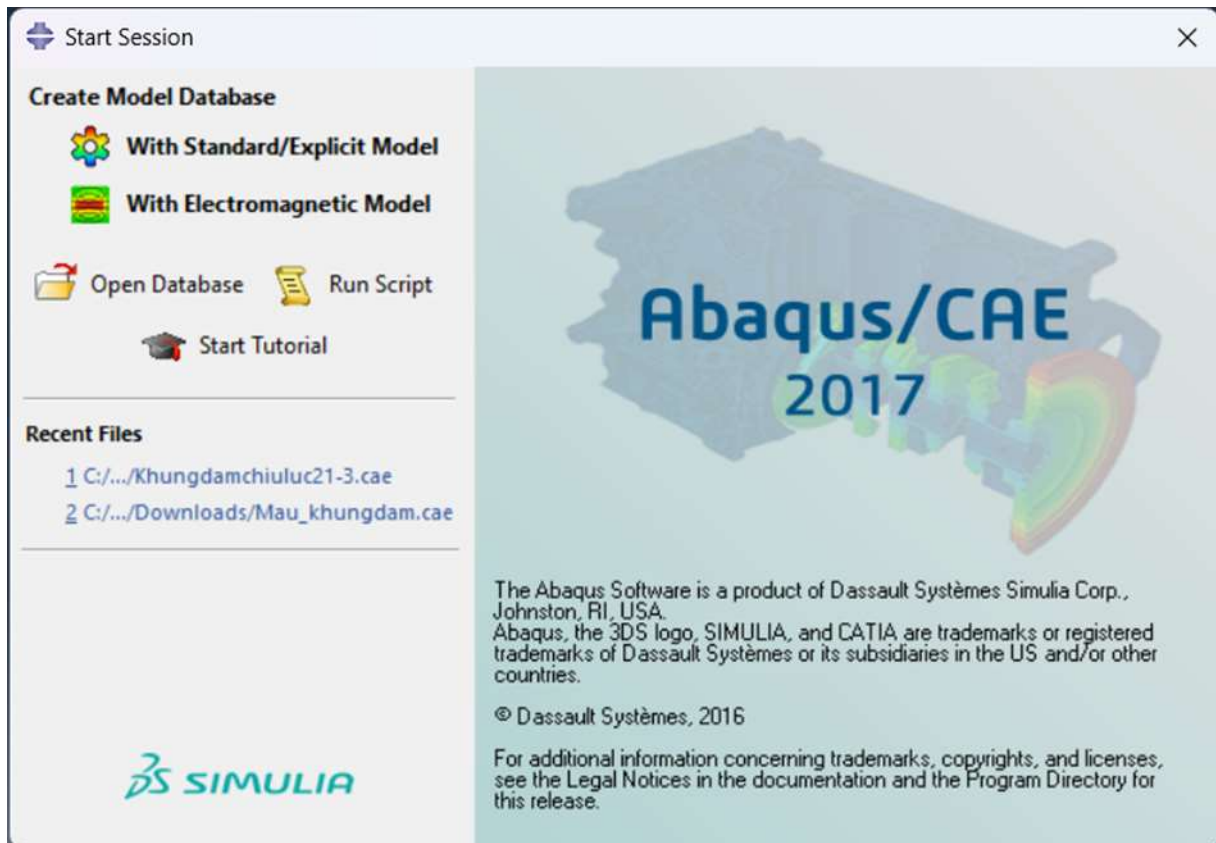 Start Session
Create Model Database
With Standard/Explicit Model
With Electromagnetic Model
Open Database Run Script
Start Tutorial
Recent Files
1 C:/.../Khungdamchiuluc21-3.cae
2 C:/.../Downloads/Mau_khungdam.cae
3S SIMULIA
Abaqus/CAE
2017
The Abaqus Software is a product of Dassault Systèmes Simulia Corp.,
Johnston, RI, USA.
Abaqus, the 3DS logo, SIMULIA, and CATIA are trademarks or registered
trademarks of Dassault Systèmes or its subsidiaries in the US and/or other
countries.
© Dassault Systèmes, 2016
For additional information concerning trademarks, copyrights, and licenses,
see the Legal Notices in the documentation and the Program Directory for
this release.